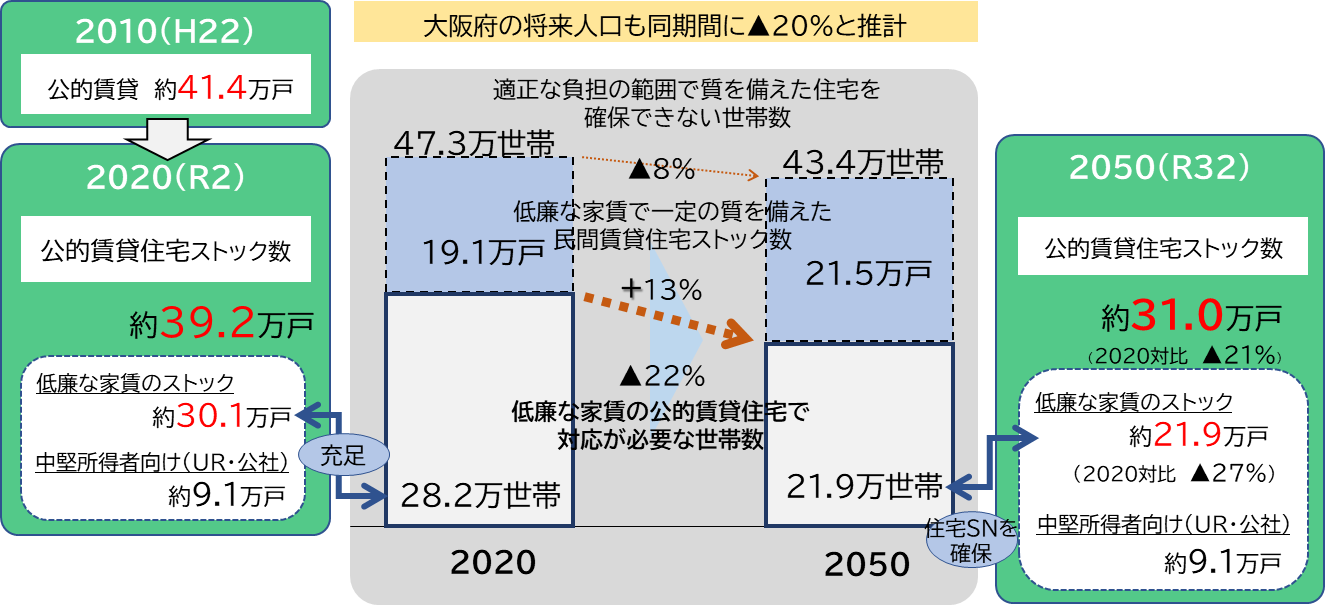 2010(H22)
公的賃貸 約41.4万戸
2020(R2)
公的賃貸住宅ストック数
約39.2万戸
低廉な家賃のストック
約30.1万戸
中堅所得者向け(UR・公社)
約9.1万戸
充足
大阪府の将来人口も同期間に▲20%と推計
適正な負担の範囲で質を備えた住宅を
確保できない世帯数
47.3万世帯
▲8%
43.4万世帯
低廉な家賃で一定の質を備えた
民間賃貸住宅ストック数
19.1万戸
21.5万戸
+13%
▲22%
低廉な家賃の公的賃貸住宅で
対応が必要な世帯数
28.2万世帯
21.9万世帯
2020
2050
住宅SNを
確保
2050(R32)
公的賃貸住宅ストック数
約31.0万戸
(2020対比 ▲21%)
低廉な家賃のストック
約21.9万戸
(2020対比 ▲27%)
中堅所得者向け(UR・公社)
約9.1万戸